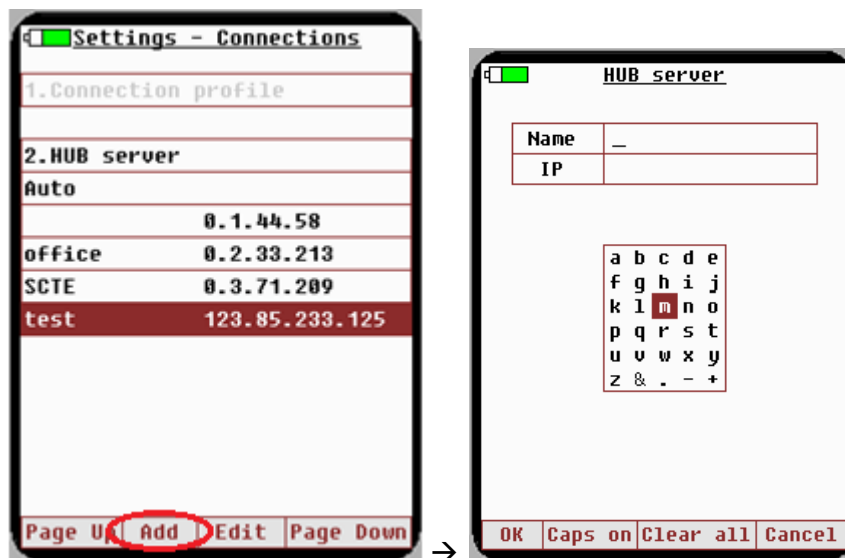 Settings - Connections
1.Connection profile
2.HUB server
Auto
0.1.44.58
office 0.2.33.213
SCTE 0.3.71.209
test 123.85.233.125
Page Up Add Edit Page Down
→
HUB server
Name _
IP
a b c d e
f g h i j
k l m n o
p q r s t
u v w x y
z & . - +
OK Caps on Clear all Cancel